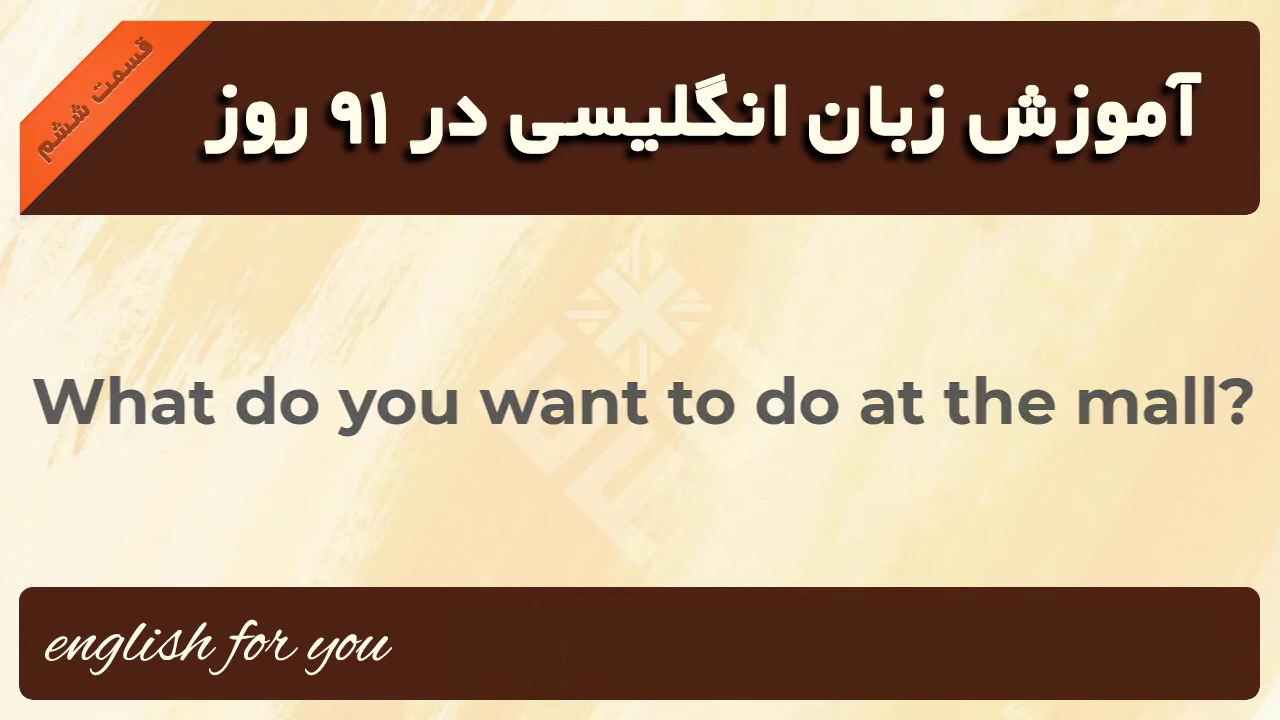 آموزش زبان انگلیسی در ۹۱ روز
قسمت ششم
What do you want to do at the mall?
english for you